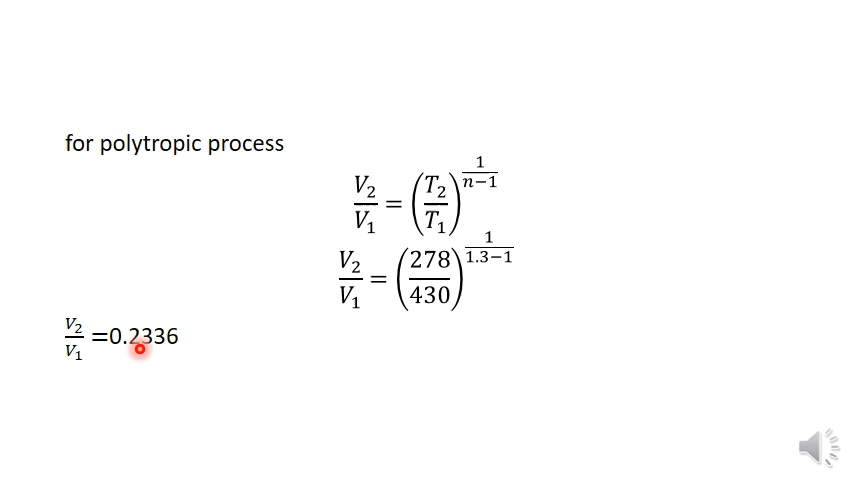 for polytropic process
V₂/V₁ = (T₂/T₁)^(1/(n−1))
V₂/V₁ = (278/430)^(1/(1.3−1))
V₂/V₁ =0.2336